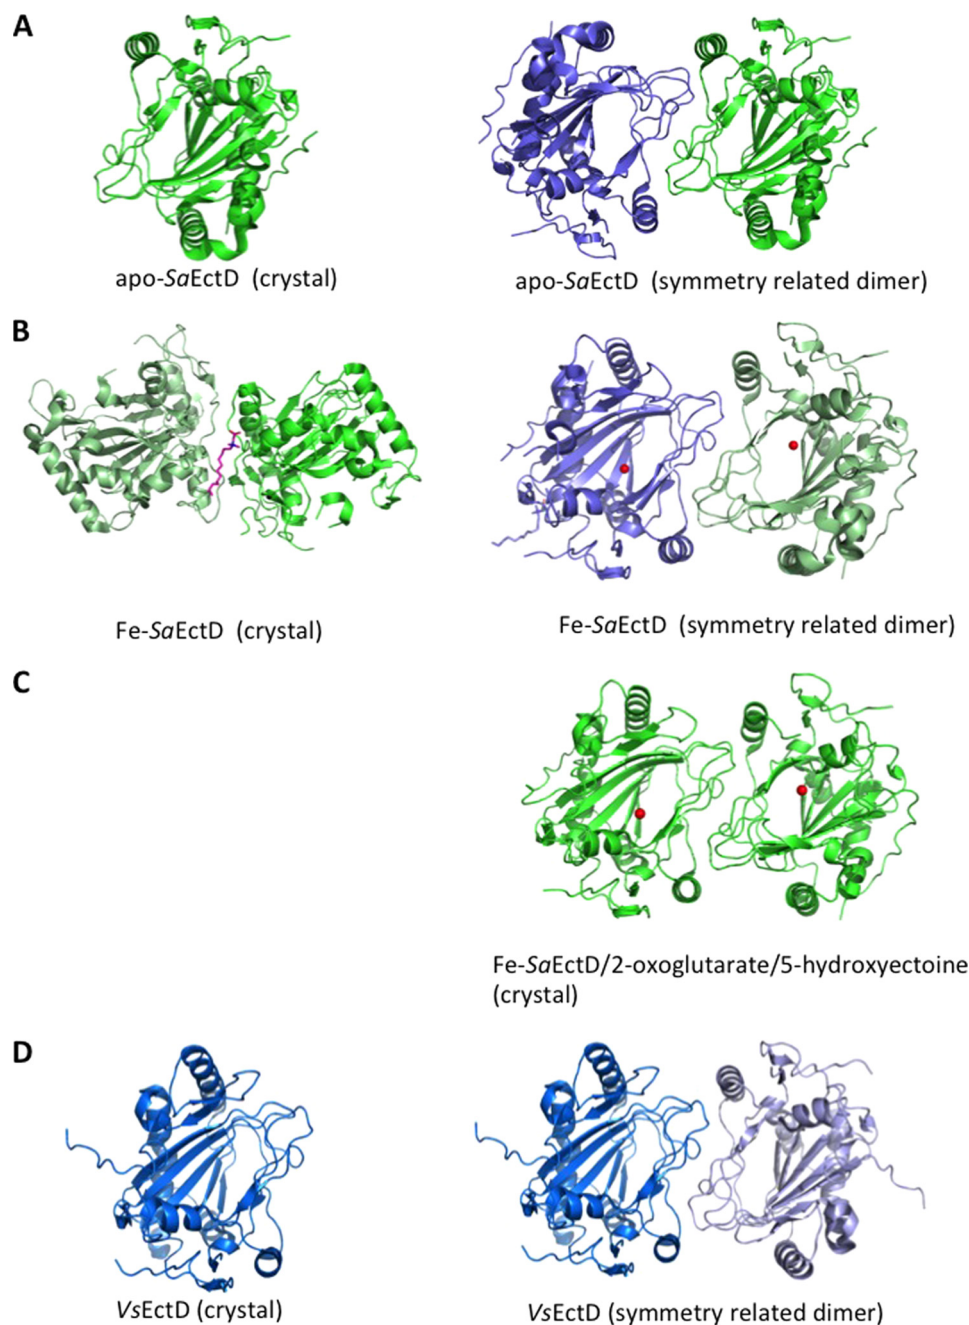 A
apo-SaEctD (crystal)
apo-SaEctD (symmetry related dimer)
B
Fe-SaEctD (crystal)
Fe-SaEctD (symmetry related dimer)
C
Fe-SaEctD/2-oxoglutarate/5-hydroxyectoine
(crystal)
D
VsEctD (crystal)
VsEctD (symmetry related dimer)